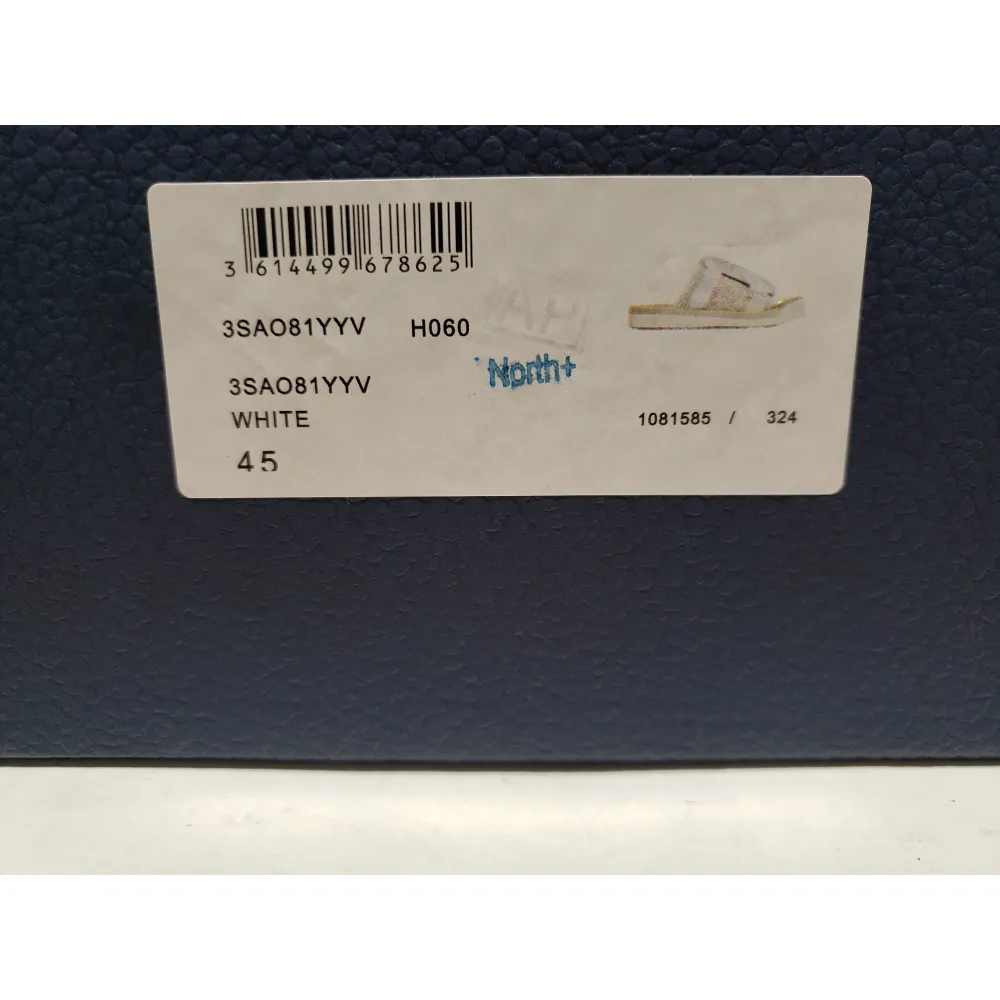 3 614499 678625
3SAO81YYV H060
North+
3SAO81YYV
WHITE
1081585 / 324
45